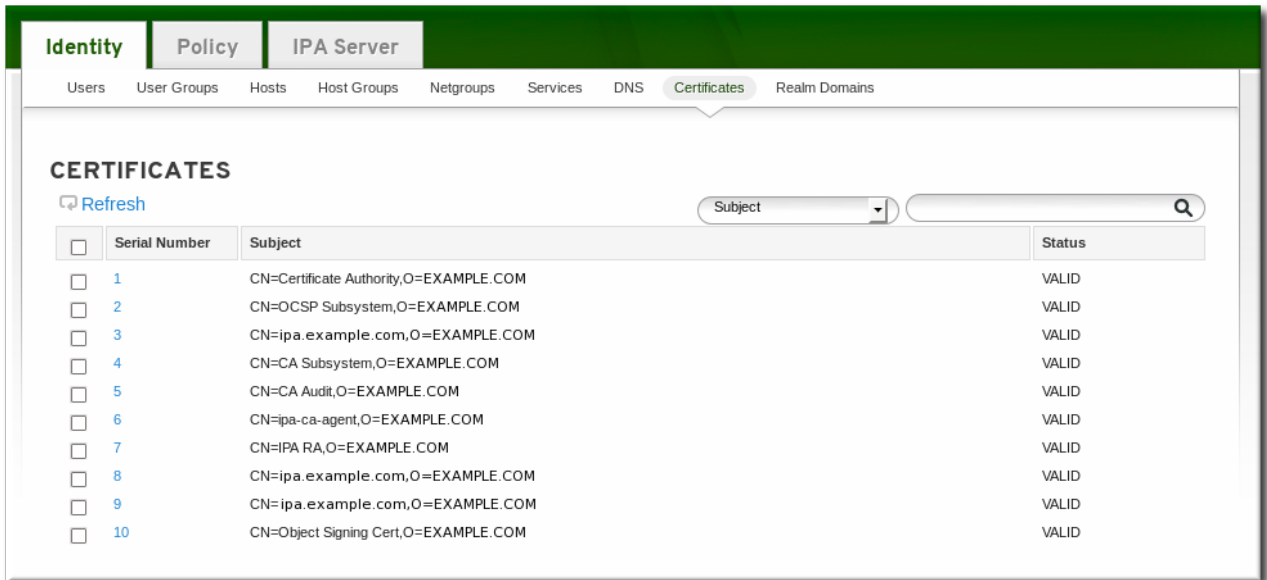 Identity Policy IPA Server
Users User Groups Hosts Host Groups Netgroups Services DNS Certificates Realm Domains
CERTIFICATES
Refresh
Subject
Serial Number Subject Status
1 CN=Certificate Authority,O=EXAMPLE.COM VALID
2 CN=OCSP Subsystem,O=EXAMPLE.COM VALID
3 CN=ipa.example.com,O=EXAMPLE.COM VALID
4 CN=CA Subsystem,O=EXAMPLE.COM VALID
5 CN=CA Audit,O=EXAMPLE.COM VALID
6 CN=ipa-ca-agent,O=EXAMPLE.COM VALID
7 CN=IPA RA,O=EXAMPLE.COM VALID
8 CN=ipa.example.com,O=EXAMPLE.COM VALID
9 CN=ipa.example.com,O=EXAMPLE.COM VALID
10 CN=Object Signing Cert,O=EXAMPLE.COM VALID